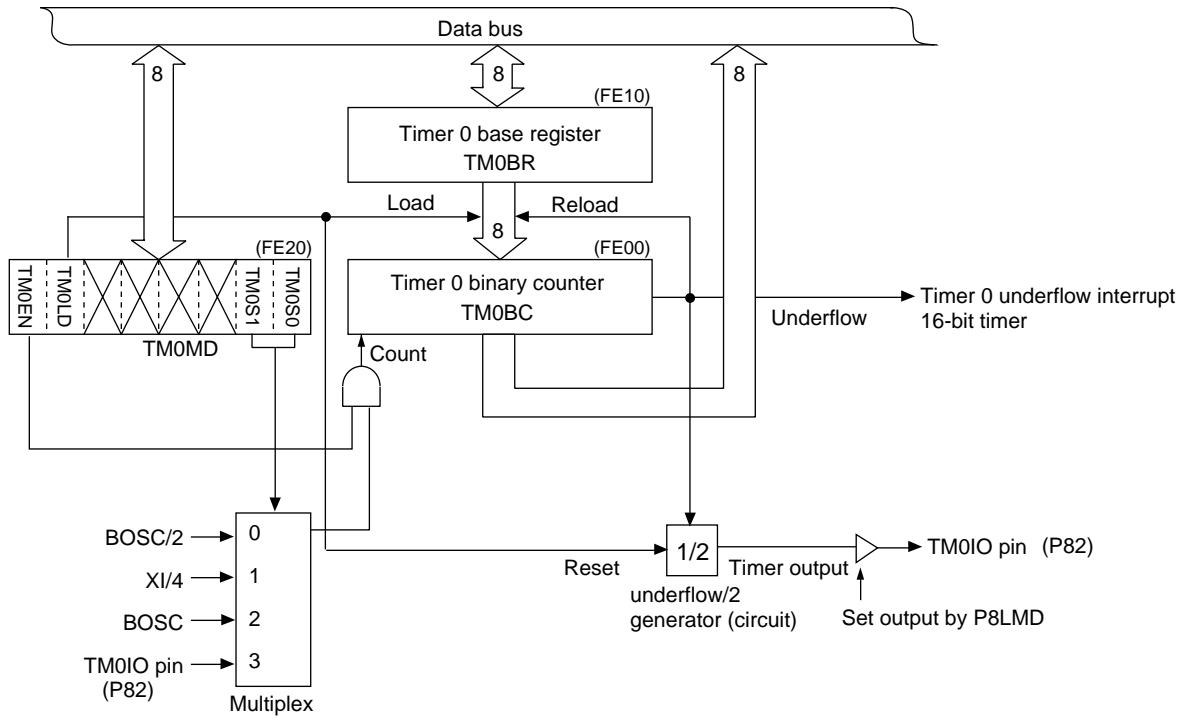 Data bus
8
8
8
(FE10)
Timer 0 base register
TM0BR
Load
Reload
8
(FE20)
(FE00)
TM0EN
TM0LD
TM0S1
TM0S0
TM0MD
Timer 0 binary counter
TM0BC
Underflow
Timer 0 underflow interrupt
16-bit timer
Count
BOSC/2
0
XI/4
1
BOSC
2
TM0IO pin
(P82)
3
Multiplex
Reset
1/2
underflow/2
generator (circuit)
Timer output
TM0IO pin (P82)
Set output by P8LMD